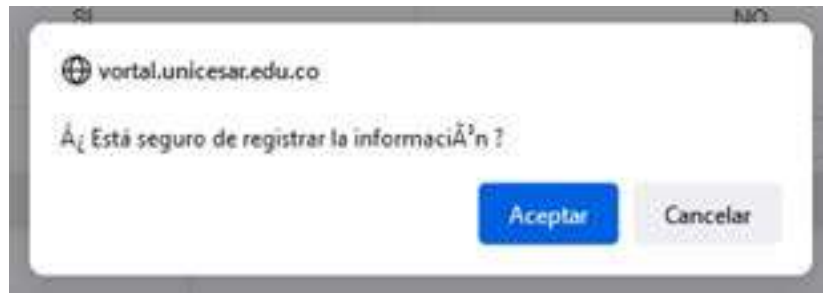 SI NO
vortal.unicesar.edu.co
Â¿ Está seguro de registrar la informaciÃ³n ?
Aceptar Cancelar